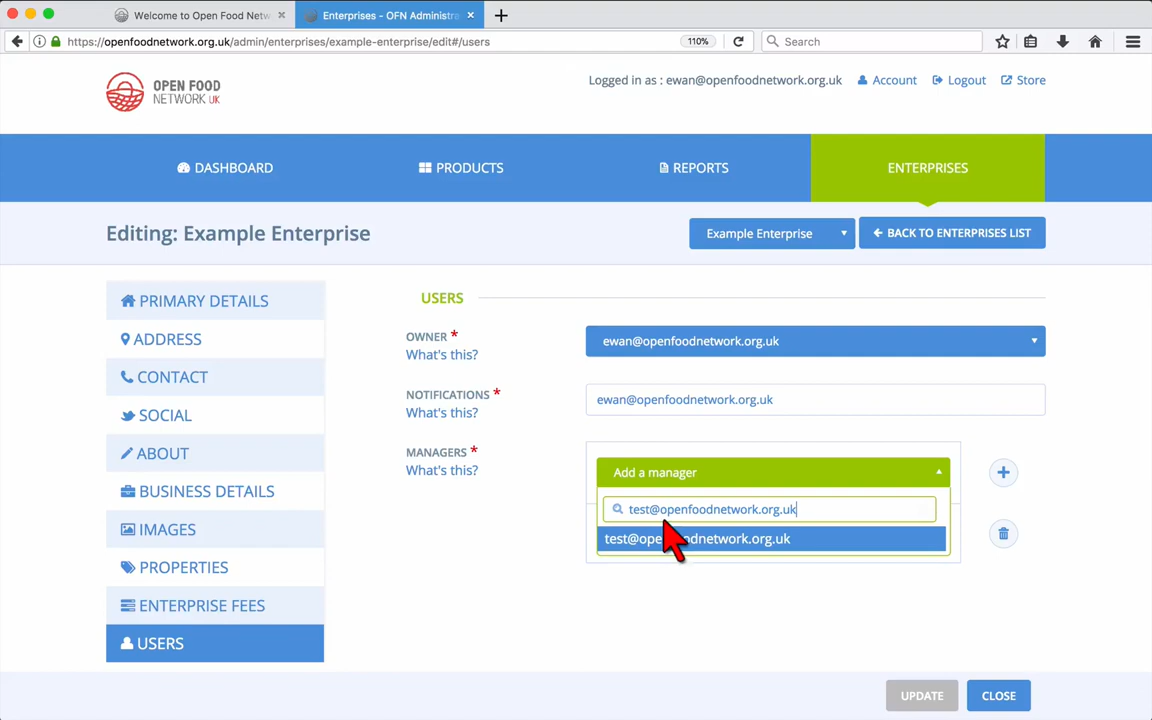 Welcome to Open Food Netw
Enterprises - OFN Administra
https://openfoodnetwork.org.uk/admin/enterprises/example-enterprise/edit#/users
110%
Search
OPEN FOOD
NETWORK UK
Logged in as : ewan@openfoodnetwork.org.uk
Account
Logout
Store
DASHBOARD
PRODUCTS
REPORTS
ENTERPRISES
Editing: Example Enterprise
Example Enterprise
BACK TO ENTERPRISES LIST
PRIMARY DETAILS
ADDRESS
CONTACT
SOCIAL
ABOUT
BUSINESS DETAILS
IMAGES
PROPERTIES
ENTERPRISE FEES
USERS
USERS
OWNER *
What's this?
ewan@openfoodnetwork.org.uk
NOTIFICATIONS *
What's this?
ewan@openfoodnetwork.org.uk
MANAGERS *
What's this?
Add a manager
test@openfoodnetwork.org.uk
test@openfoodnetwork.org.uk
UPDATE
CLOSE